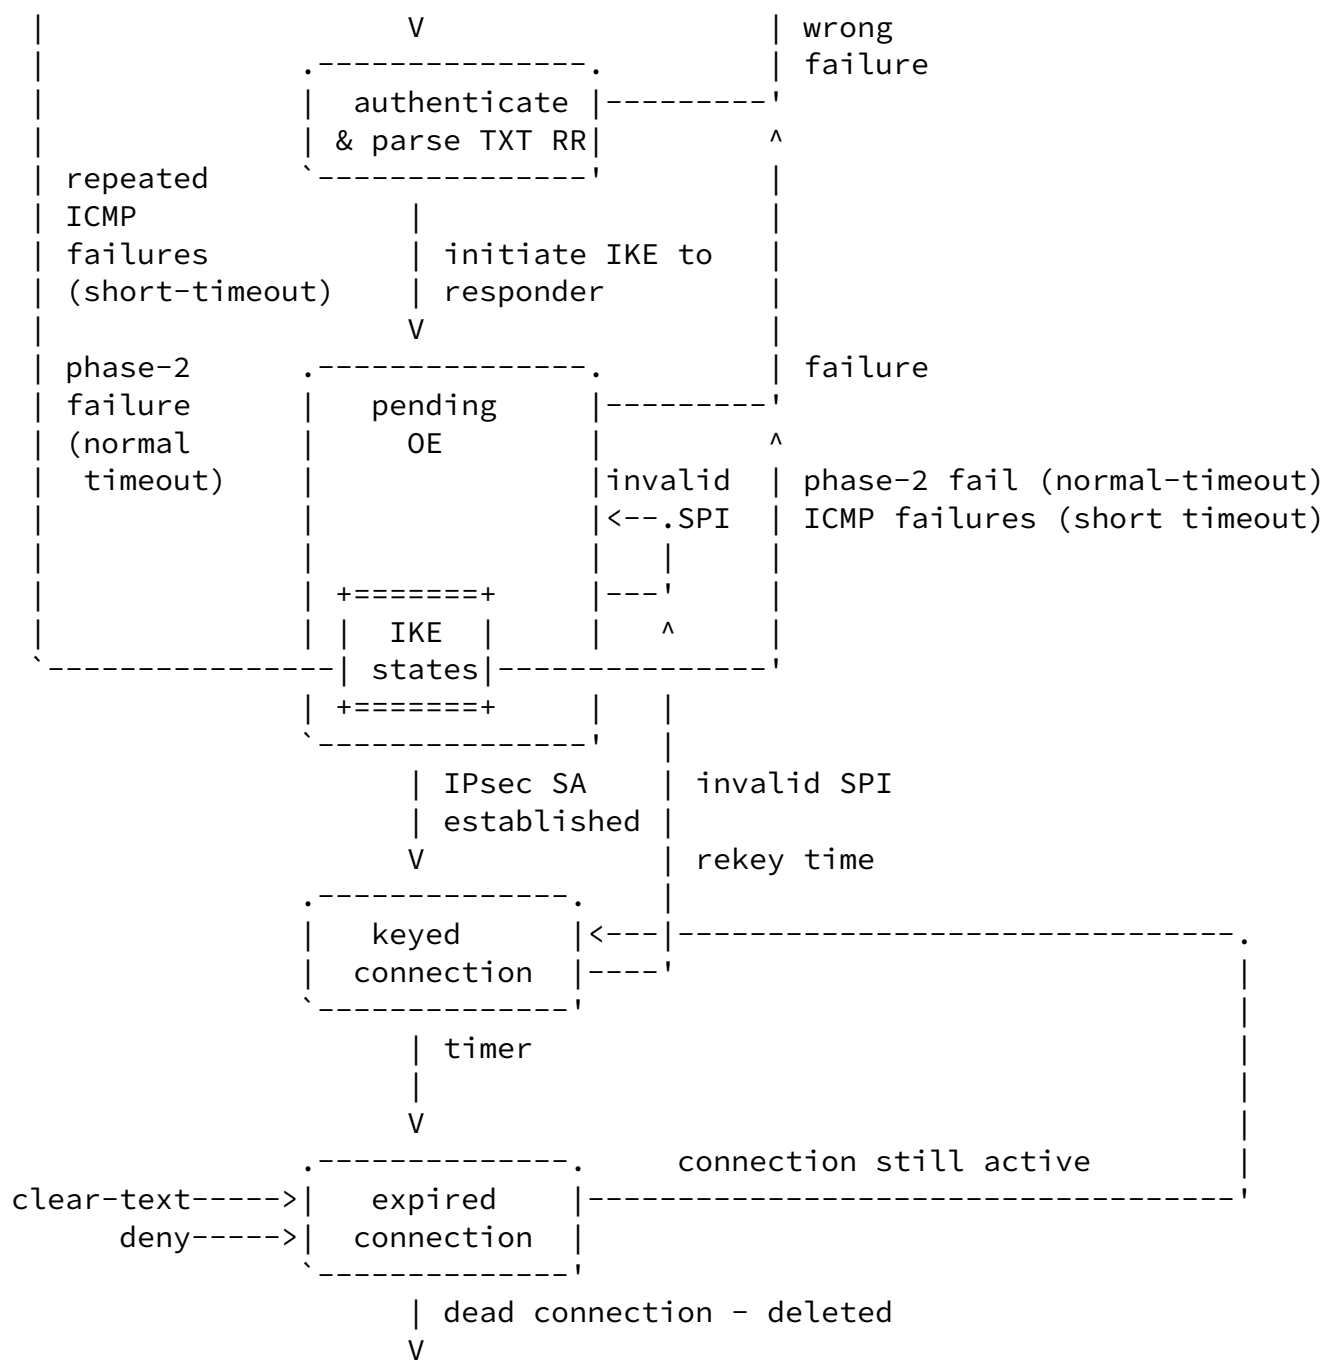 |                    V                   | wrong
 |              .---------------.         | failure
 |              |  authenticate |---------'
 |              | & parse TXT RR|         ^
 | repeated     `---------------'         |
 | ICMP               |                   |
 | failures           | initiate IKE to   |
 | (short-timeout)    | responder         |
 |                    V                   |
 | phase-2      .---------------.         | failure
 | failure      |   pending     |---------'
 | (normal      |     OE        |         ^
 |  timeout)    |               |invalid  | phase-2 fail (normal-timeout)
 |              |               |<--.SPI  | ICMP failures (short timeout)
 |              |               |   |     |
 |              | +=======+     |---'     |
 |              | |  IKE  |     |   ^     |
 `----------------| states|---------------'
                | +=======+     |   |
                `---------------'   |
                      | IPsec SA    | invalid SPI
                      | established |
                      V             | rekey time
                .--------------.    |
                |   keyed      |<---|-------------------------------.
                |  connection  |----'                               |
                `--------------'                                    |
                      | timer                                       |
                      |                                             |
                      V                                             |
                .--------------.     connection still active        |
clear-text----->|   expired    |------------------------------------'
      deny----->|  connection  |
                `--------------'
                      | dead connection - deleted
                      V